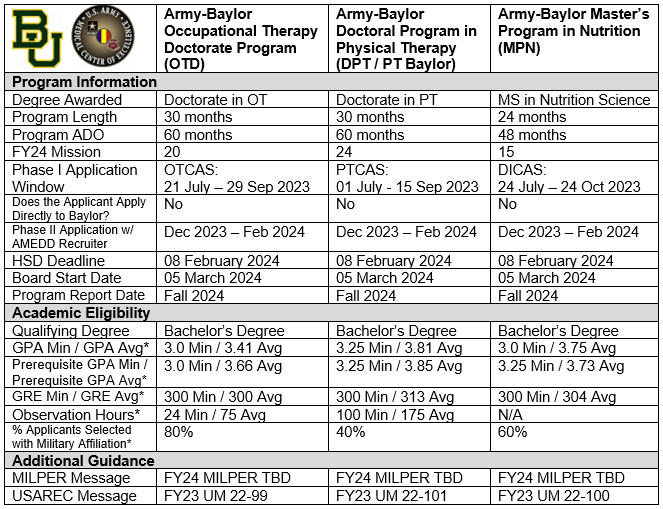 BU
U.S. ARMY
MEDICAL CENTER OF EXCELLENCE
Army-Baylor Occupational Therapy Doctorate Program (OTD)
Army-Baylor Doctoral Program in Physical Therapy (DPT / PT Baylor)
Army-Baylor Master’s Program in Nutrition (MPN)
Program Information
Degree Awarded Doctorate in OT Doctorate in PT MS in Nutrition Science
Program Length 30 months 30 months 24 months
Program ADO 60 months 60 months 48 months
FY24 Mission 20 24 15
Phase I Application Window OTCAS: 21 July – 29 Sep 2023 PTCAS: 01 July - 15 Sep 2023 DICAS: 24 July – 24 Oct 2023
Does the Applicant Apply Directly to Baylor? No No No
Phase II Application w/ AMEDD Recruiter Dec 2023 – Feb 2024 Dec 2023 – Feb 2024 Dec 2023 – Feb 2024
HSD Deadline 08 February 2024 08 February 2024 08 February 2024
Board Start Date 05 March 2024 05 March 2024 05 March 2024
Program Report Date Fall 2024 Fall 2024 Fall 2024
Academic Eligibility
Qualifying Degree Bachelor’s Degree Bachelor’s Degree Bachelor’s Degree
GPA Min / GPA Avg* 3.0 Min / 3.41 Avg 3.25 Min / 3.81 Avg 3.0 Min / 3.75 Avg
Prerequisite GPA Min / Prerequisite GPA Avg* 3.0 Min / 3.66 Avg 3.25 Min / 3.85 Avg 3.25 Min / 3.73 Avg
GRE Min / GRE Avg* 300 Min / 300 Avg 300 Min / 313 Avg 300 Min / 304 Avg
Observation Hours* 24 Min / 75 Avg 100 Min / 175 Avg N/A
% Applicants Selected with Military Affiliation* 80% 40% 60%
Additional Guidance
MILPER Message FY24 MILPER TBD FY24 MILPER TBD FY24 MILPER TBD
USAREC Message FY23 UM 22-99 FY23 UM 22-101 FY23 UM 22-100